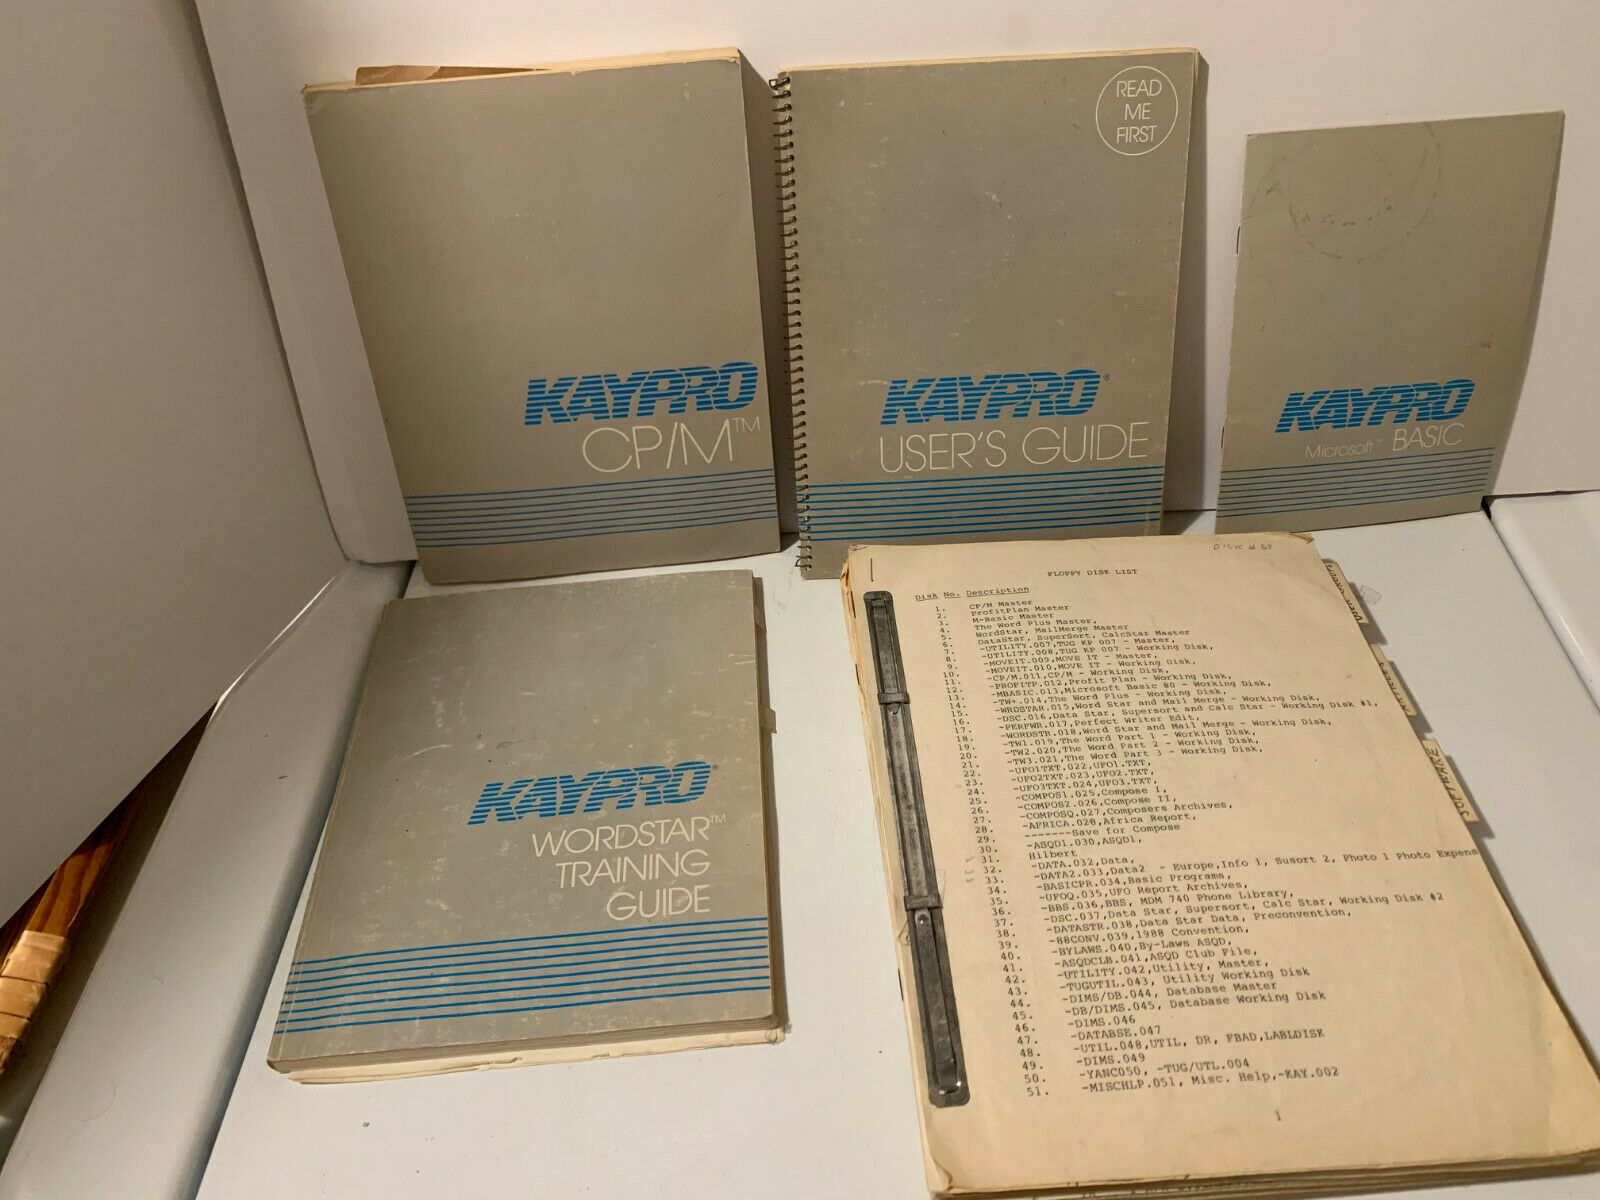 KAYPRO
CP/M™
READ
ME
FIRST
KAYPRO®
USER'S GUIDE
KAYPRO
Microsoft™ BASIC
KAYPRO®
WORDSTAR™
TRAINING
GUIDE
FLOPPY DISK LIST
Disk No. Description
1. CP/M Master
2. ProfitPlan Master
3. M-Basic Master
4. The Word Plus Master,
5. WordStar, MailMerge Master
6. DataStar, SuperSort, CalcStar Master
7. -UTILITY.007,TUG KP 007 - Master,
8. -UTILITY.008,TUG KP 007 - Working Disk,
9. -MOVEIT.009,MOVE IT - Master,
10. -MOVEIT.010,MOVE IT - Working Disk,
11. -CP/M.011,CP/M - Working Disk,
12. -PROFITP.012,Profit Plan - Working Disk,
13. -MBASIC.013,Microsoft Basic 80 - Working Disk,
14. -TW+.014,The Word Plus - Working Disk,
15. -WRDSTAR.015,Word Star and Mail Merge - Working Disk,
16. -DSC.016,Data Star, Supersort and Calc Star - Working Disk #1,
17. -PERFWR.017,Perfect Writer Edit,
18. -WORDSTR.018,Word Star and Mail Merge - Working Disk,
19. -TW1.019,The Word Part 1 - Working Disk,
20. -TW2.020,The Word Part 2 - Working Disk,
21. -TW3.021,The Word Part 3 - Working Disk,
22. -UFO1TXT.022,UFO1.TXT,
23. -UFO2TXT.023,UFO2.TXT,
24. -UFO3TXT.024,UFO3.TXT,
25. -COMPOS1.025,Compose I,
26. -COMPOS2.026,Compose II,
27. -COMPOSQ.027,Composers Archives,
28. -AFRICA.028,Africa Report,
29. -------Save for Compose
30. -ASQD1.030,ASQD1,
31. Hilbert
32. -DATA.032,Data,
33. -DATA2.033,Data2 - Europe,Info 1, Susort 2, Photo 1 Photo Expens
34. -BASICPR.034,Basic Programs,
35. -UFOQ.035,UFO Report Archives,
36. -BBS.036,BBS, MDM 740 Phone Library,
37. -DSC.037,Data Star, Supersort, Calc Star, Working Disk #2
38. -DATASTR.038,Data Star Data, Preconvention,
39. -88CONV.039,1988 Convention,
40. -BYLAWS.040,By-Laws ASQD,
41. -ASQDCLB.041,ASQD Club File,
42. -UTILITY.042,Utility, Master,
43. -TUGUTIL.043, Utility Working Disk
44. -DIMS/DB.044, Database Master
45. -DB/DIMS.045, Database Working Disk
46. -DIMS.046
47. -DATABSE.047
48. -UTIL.048,UTIL, DR, FBAD,LABLDISK
49. -DIMS.049
50. -YANC050, -TUG/UTL.004
51. -MISCHLP.051, Misc. Help,-KAY.002
1
SOFTWARE